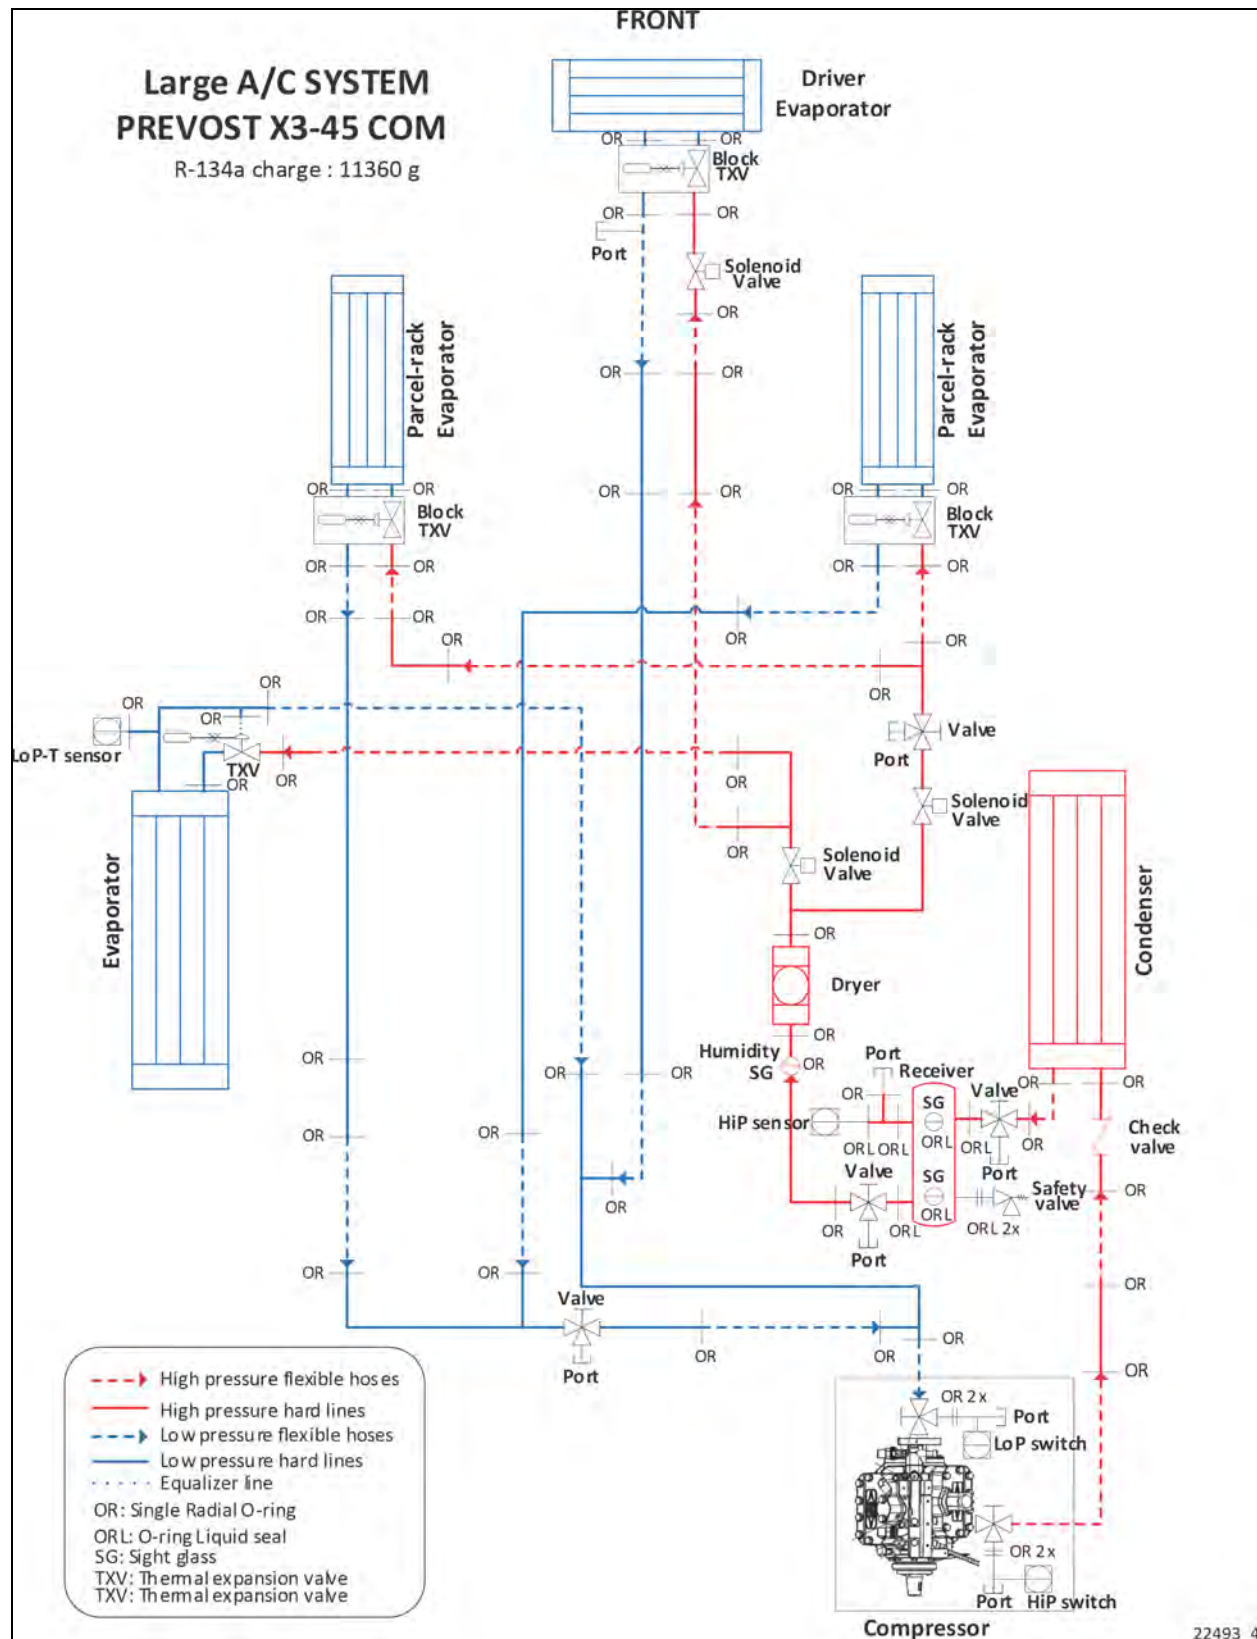 FRONT
Large A/C SYSTEM
PREVOST X3-45 COM
R-134a charge : 11360 g
Driver
Evaporator
OR
OR
Block
TXV
OR
OR
Port
Solenoid
Valve
OR
OR
OR
Parcel-rack
Evaporator
Parcel-rack
Evaporator
OR
OR
OR
OR
OR
OR
Block
TXV
Block
TXV
OR
OR
OR
OR
OR
OR
OR
OR
OR
OR
OR
OR
OR
LoP-T sensor
TXV
OR
OR
OR
Valve
Port
Solenoid
Valve
OR
Solenoid
Valve
Evaporator
Condenser
OR
Dryer
OR
Humidity
SG
OR
Port
Receiver
OR
OR
OR
OR
OR
OR
SG
Valve
HiP sensor
ORL
ORL
ORL
ORL
OR
Port
Check
valve
OR
OR
Valve
SG
Safety
valve
OR
OR
OR
ORL
ORL
ORL 2x
Port
OR
OR
OR
Valve
OR
OR
OR
OR
Port
OR
High pressure flexible hoses
High pressure hard lines
Low pressure flexible hoses
Low pressure hard lines
Equalizer line
OR: Single Radial O-ring
ORL: O-ring Liquid seal
SG: Sight glass
TXV: Thermal expansion valve
TXV: Thermal expansion valve
OR 2x
Port
LoP switch
OR 2x
Port
HiP switch
Compressor
22493_4